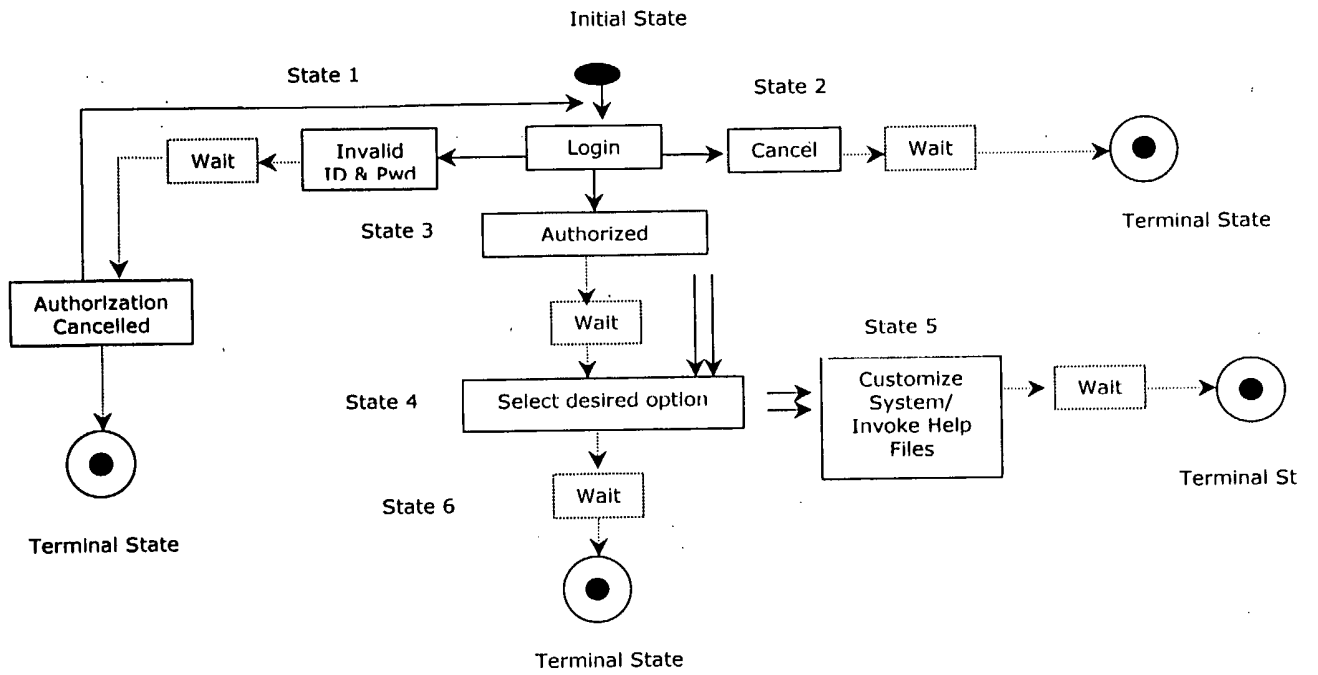 Initial State
State 1
State 2
Wait
Invalid
ID & Pwd
Login
Cancel
Wait
Terminal State
State 3
Authorized
Authorization
Cancelled
Wait
State 5
State 4
Select desired option
Customize
System/
Invoke Help
Files
Wait
Terminal St
State 6
Wait
Terminal State
Terminal State